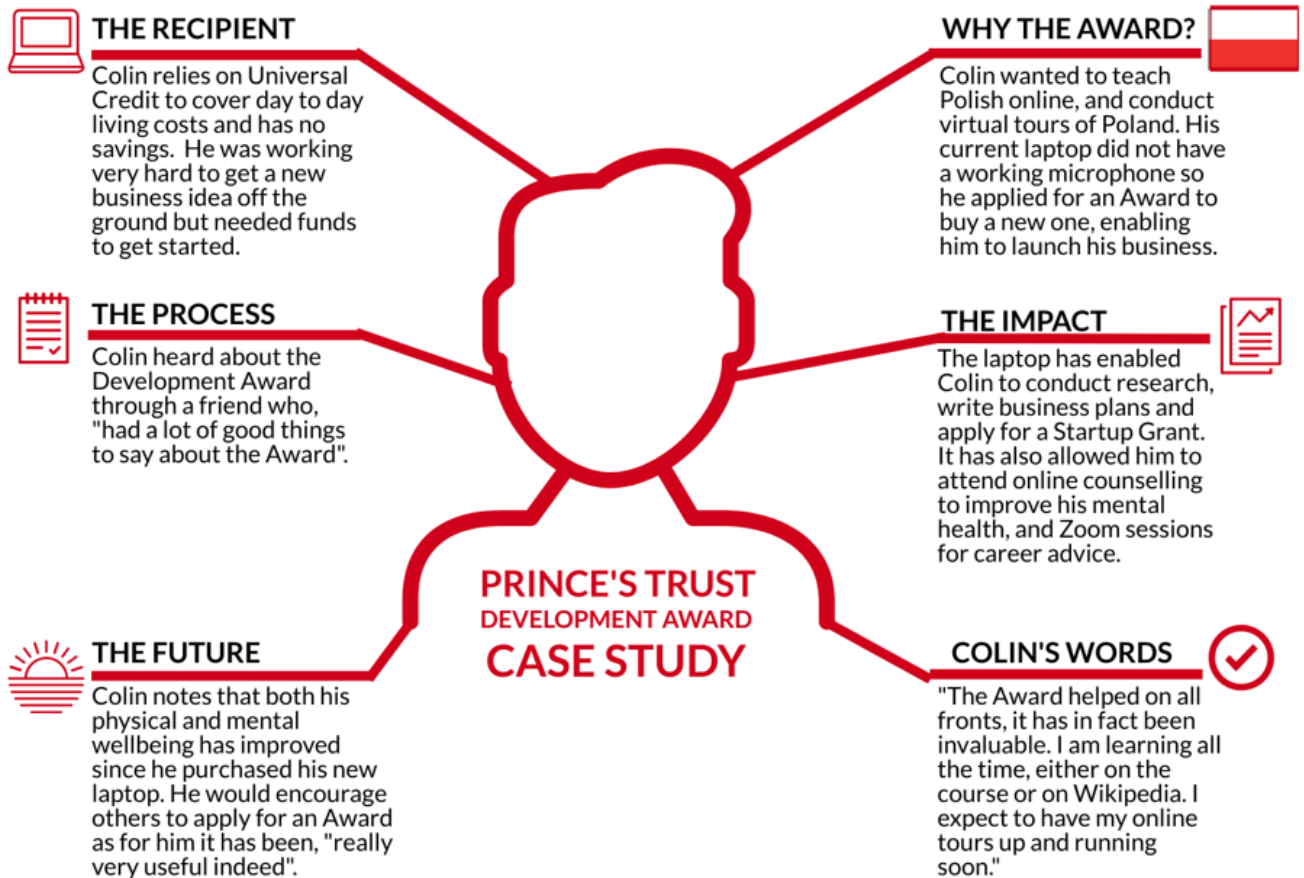 THE RECIPIENT
Colin relies on Universal
Credit to cover day to day
living costs and has no
savings. He was working
very hard to get a new
business idea off the
ground but needed funds
to get started.
WHY THE AWARD?
Colin wanted to teach
Polish online, and conduct
virtual tours of Poland. His
current laptop did not have
a working microphone so
he applied for an Award to
buy a new one, enabling
him to launch his business.
THE PROCESS
Colin heard about the
Development Award
through a friend who,
"had a lot of good things
to say about the Award".
THE IMPACT
The laptop has enabled
Colin to conduct research,
write business plans and
apply for a Startup Grant.
It has also allowed him to
attend online counselling
to improve his mental
health, and Zoom sessions
for career advice.
PRINCE'S TRUST
DEVELOPMENT AWARD
CASE STUDY
THE FUTURE
Colin notes that both his
physical and mental
wellbeing has improved
since he purchased his new
laptop. He would encourage
others to apply for an Award
as for him it has been, "really
very useful indeed".
COLIN'S WORDS
"The Award helped on all
fronts, it has in fact been
invaluable. I am learning all
the time, either on the
course or on Wikipedia. I
expect to have my online
tours up and running
soon."